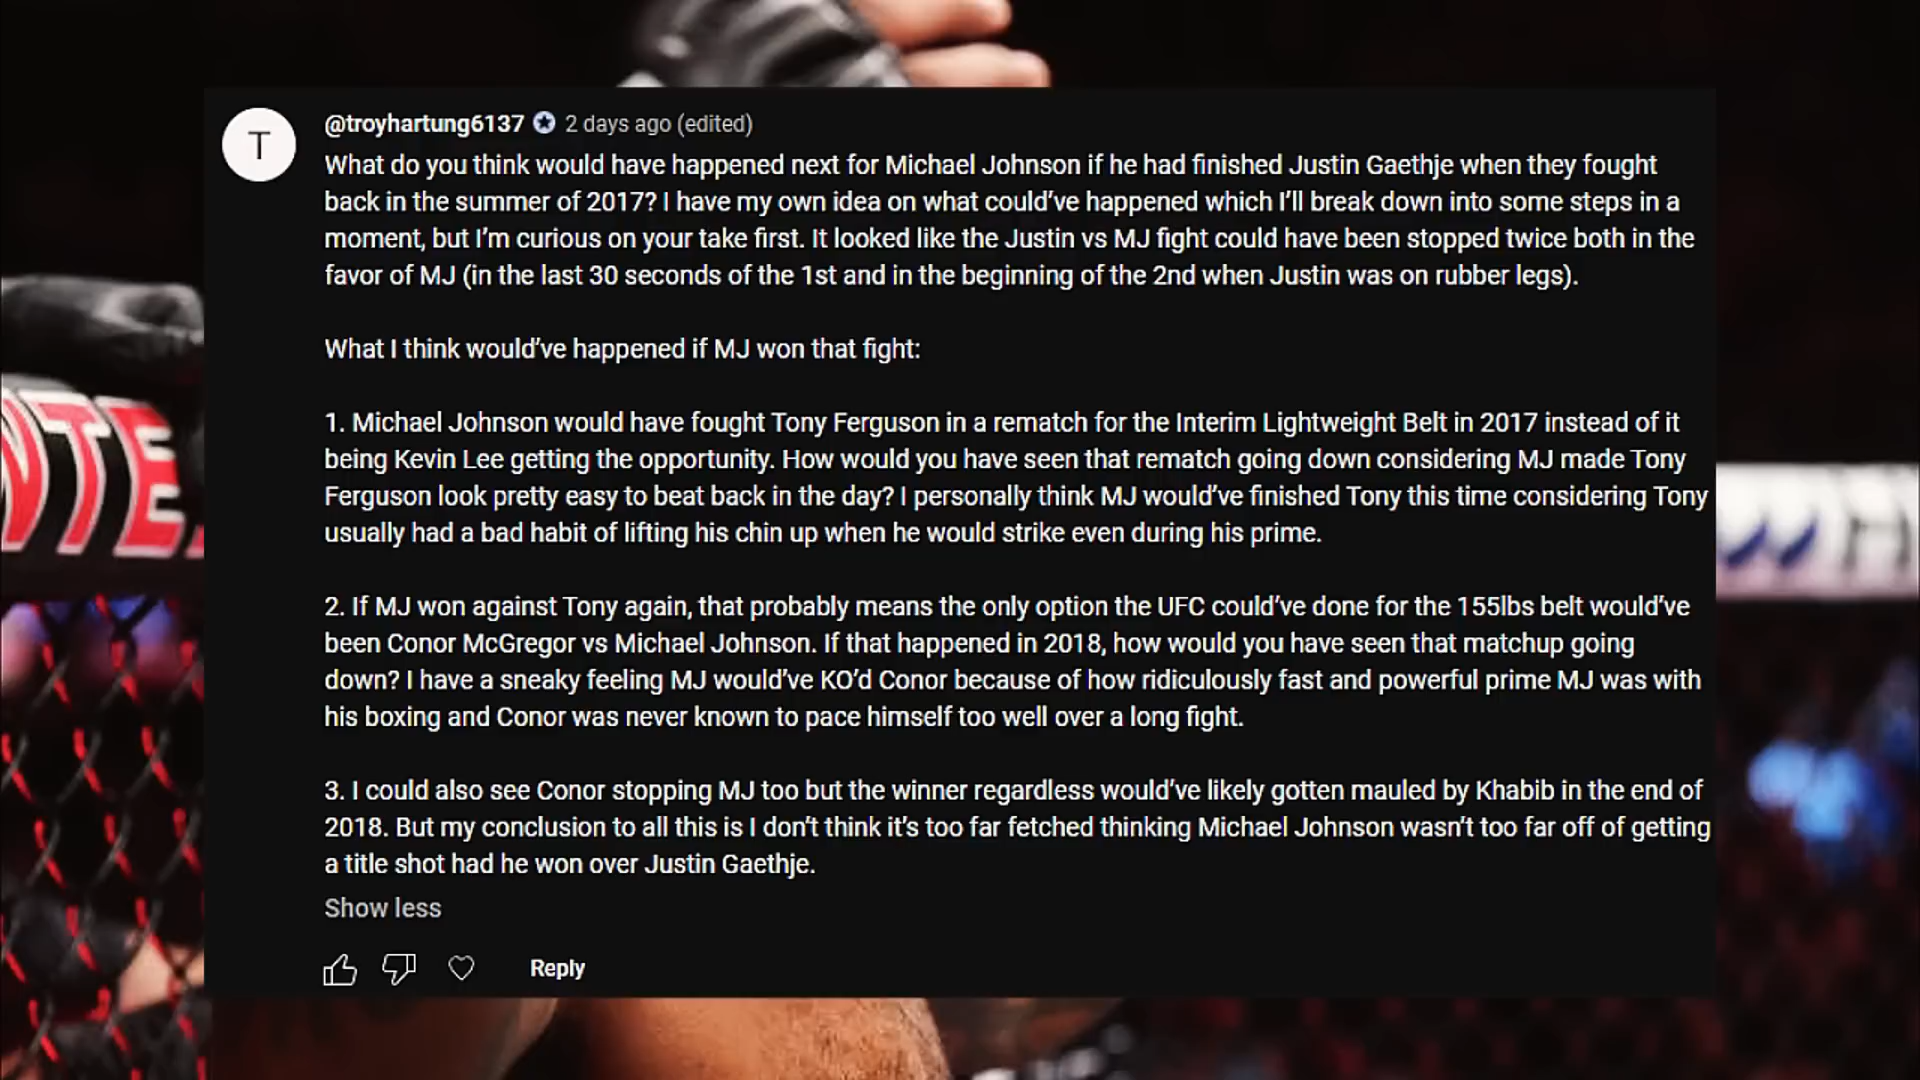 T
@troyhartung6137 2 days ago (edited)
What do you think would have happened next for Michael Johnson if he had finished Justin Gaethje when they fought
back in the summer of 2017? I have my own idea on what could’ve happened which I’ll break down into some steps in a
moment, but I’m curious on your take first. It looked like the Justin vs MJ fight could have been stopped twice both in the
favor of MJ (in the last 30 seconds of the 1st and in the beginning of the 2nd when Justin was on rubber legs).
What I think would’ve happened if MJ won that fight:
1. Michael Johnson would have fought Tony Ferguson in a rematch for the Interim Lightweight Belt in 2017 instead of it
being Kevin Lee getting the opportunity. How would you have seen that rematch going down considering MJ made Tony
Ferguson look pretty easy to beat back in the day? I personally think MJ would’ve finished Tony this time considering Tony
usually had a bad habit of lifting his chin up when he would strike even during his prime.
2. If MJ won against Tony again, that probably means the only option the UFC could’ve done for the 155lbs belt would’ve
been Conor McGregor vs Michael Johnson. If that happened in 2018, how would you have seen that matchup going
down? I have a sneaky feeling MJ would’ve KO’d Conor because of how ridiculously fast and powerful prime MJ was with
his boxing and Conor was never known to pace himself too well over a long fight.
3. I could also see Conor stopping MJ too but the winner regardless would’ve likely gotten mauled by Khabib in the end of
2018. But my conclusion to all this is I don’t think it’s too far fetched thinking Michael Johnson wasn’t too far off of getting
a title shot had he won over Justin Gaethje.
Show less
Reply
NTE